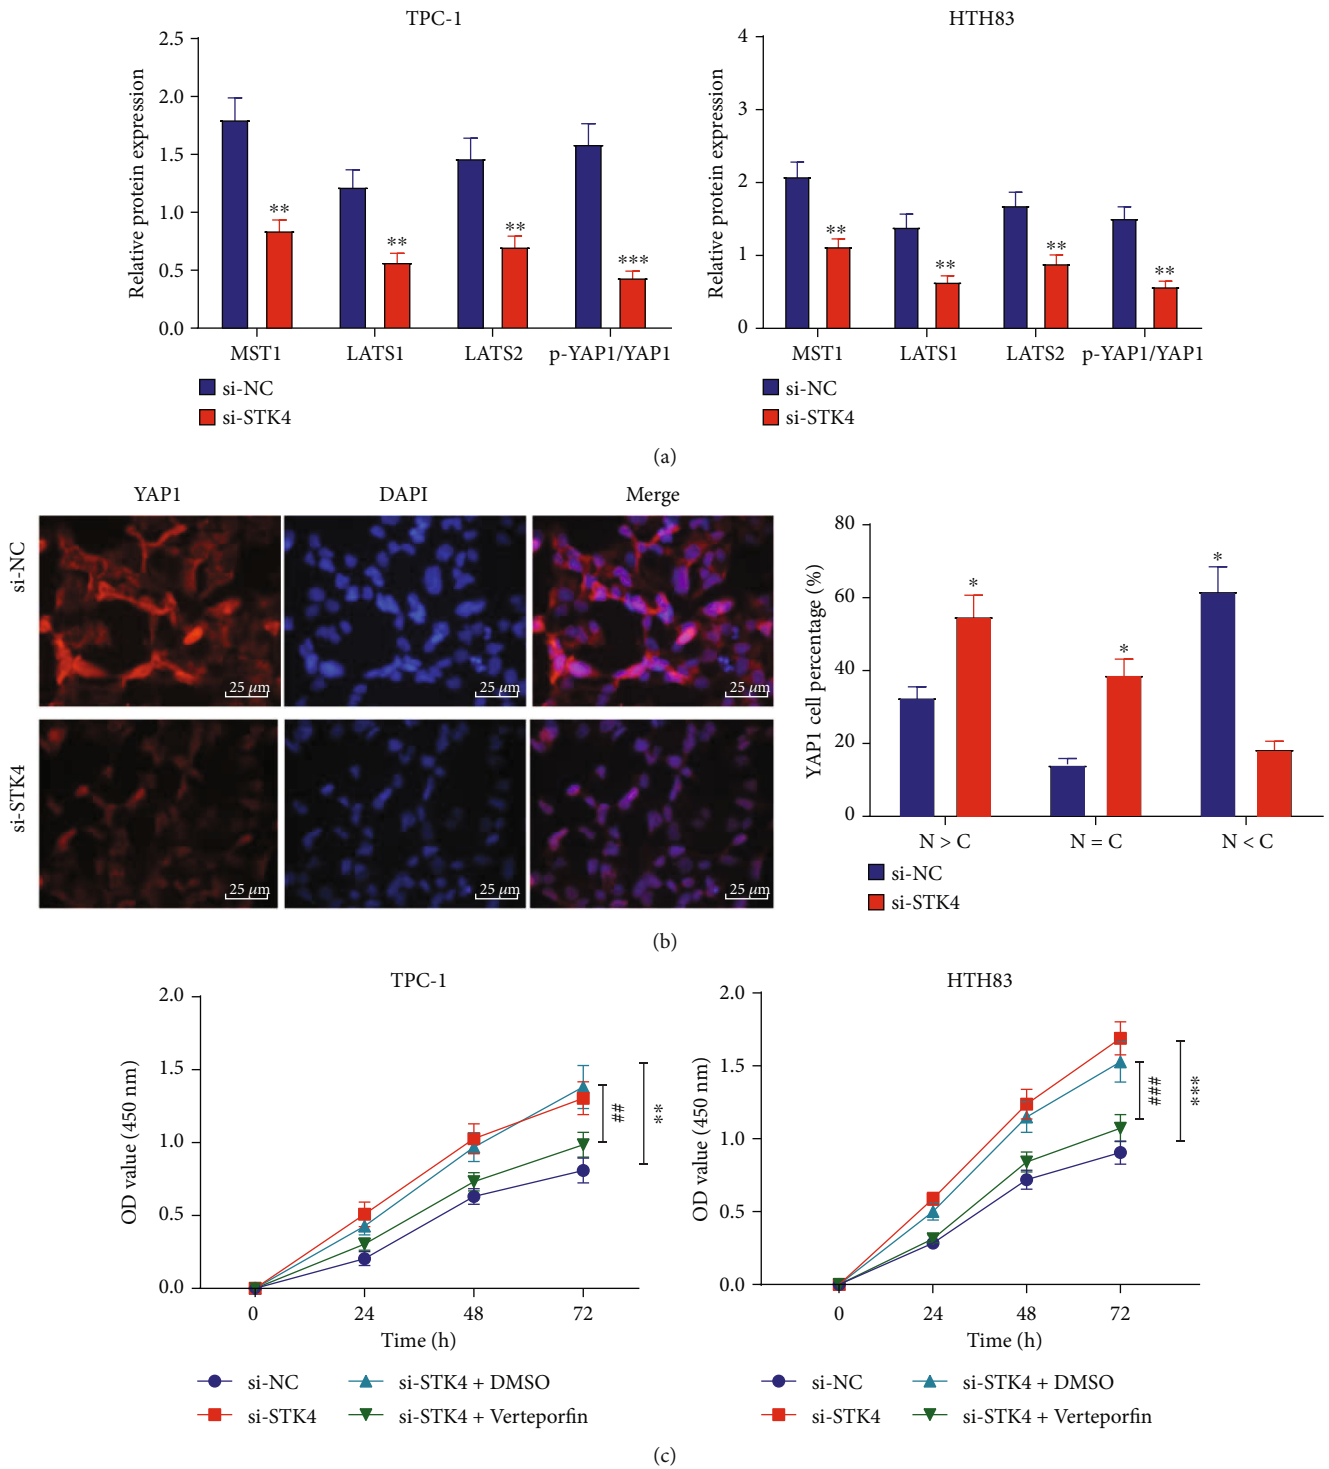 TPC-1
HTH83
Relative protein expression
2.5
2.0
1.5
1.0
0.5
0.0
** ** ** ***
MST1 LATS1 LATS2 p-YAP1/YAP1
si-NC
si-STK4
Relative protein expression
4
3
2
1
0
** ** ** **
MST1 LATS1 LATS2 p-YAP1/YAP1
si-NC
si-STK4
(a)
YAP1 DAPI Merge
si-NC
25 μm 25 μm 25 μm
si-STK4
25 μm 25 μm 25 μm
YAP1 cell percentage (%)
80
60
40
20
0
* * *
N > C N = C N < C
si-NC
si-STK4
(b)
TPC-1
OD value (450 nm)
2.0
1.5
1.0
0.5
0.0
## **
0 24 48 72
Time (h)
si-NC si-STK4 + DMSO
si-STK4 si-STK4 + Verteporfin
HTH83
OD value (450 nm)
2.0
1.5
1.0
0.5
0.0
### ***
0 24 48 72
Time (h)
si-NC si-STK4 + DMSO
si-STK4 si-STK4 + Verteporfin
(c)